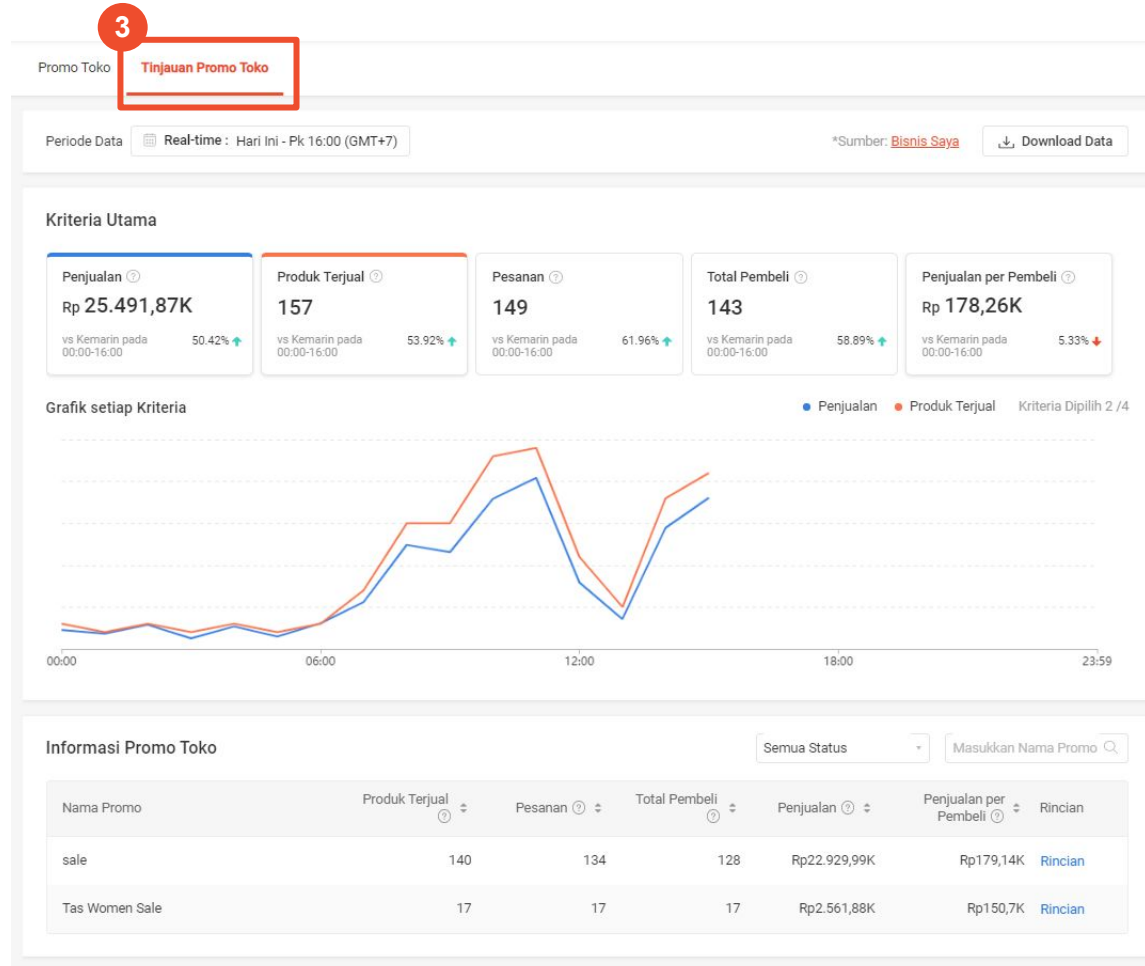 3
Promo Toko Tinjauan Promo Toko
Periode Data Real-time : Hari Ini - Pk 16:00 (GMT+7) *Sumber: Bisnis Saya Download Data
Kriteria Utama
Penjualan ? Produk Terjual ? Pesanan ? Total Pembeli ? Penjualan per Pembeli ?
Rp 25.491,87K 157 149 143 Rp 178,26K
vs Kemarin pada 50.42% vs Kemarin pada 53.92% vs Kemarin pada 61.96% vs Kemarin pada 58.89% vs Kemarin pada 5.33%
00:00-16:00 00:00-16:00 00:00-16:00 00:00-16:00 00:00-16:00
Grafik setiap Kriteria Penjualan Produk Terjual Kriteria Dipilih 2 /4
00:00 06:00 12:00 18:00 23:59
Informasi Promo Toko Semua Status Masukkan Nama Promo
Nama Promo Produk Terjual ? Pesanan ? Total Pembeli ? Penjualan ? Penjualan per Pembeli ? Rincian
sale 140 134 128 Rp22.929,99K Rp179,14K Rincian
Tas Women Sale 17 17 17 Rp2.561,88K Rp150,7K Rincian